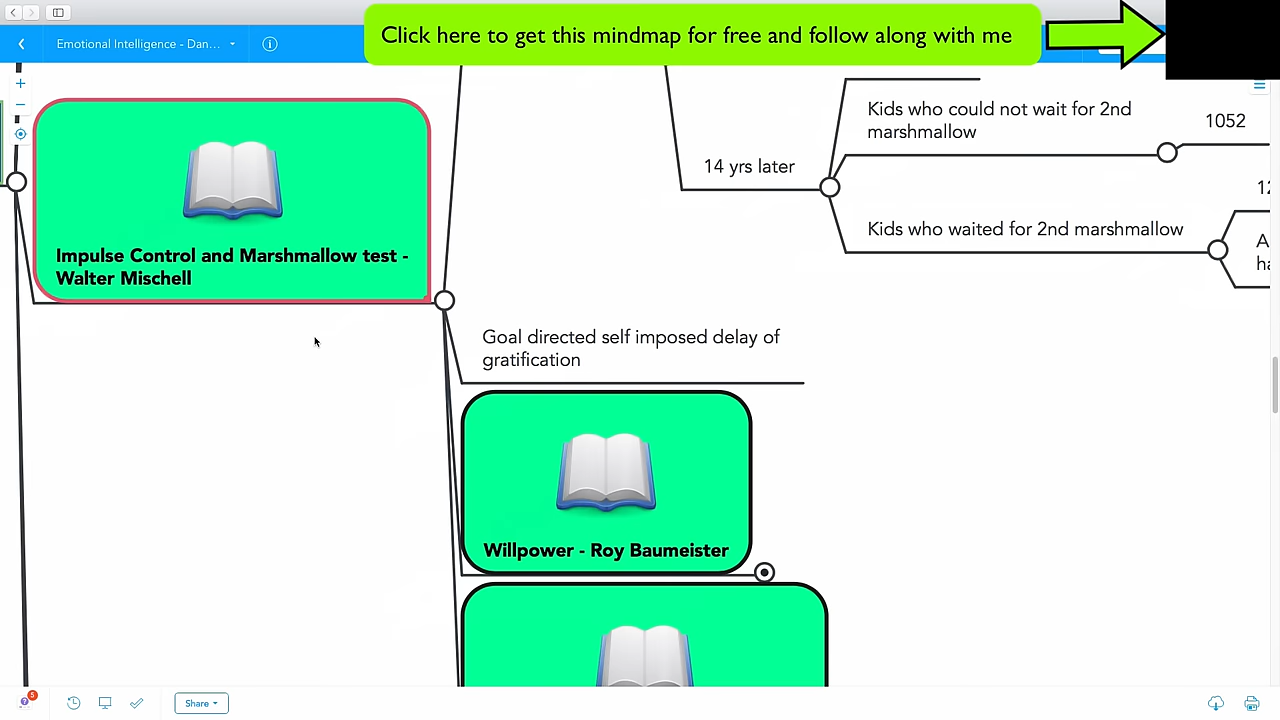 Click here to get this mindmap for free and follow along with me
Emotional Intelligence - Dan...
Kids who could not wait for 2nd
marshmallow
1052
14 yrs later
Kids who waited for 2nd marshmallow
Impulse Control and Marshmallow test -
Walter Mischell
Goal directed self imposed delay of
gratification
Willpower - Roy Baumeister
5
Share